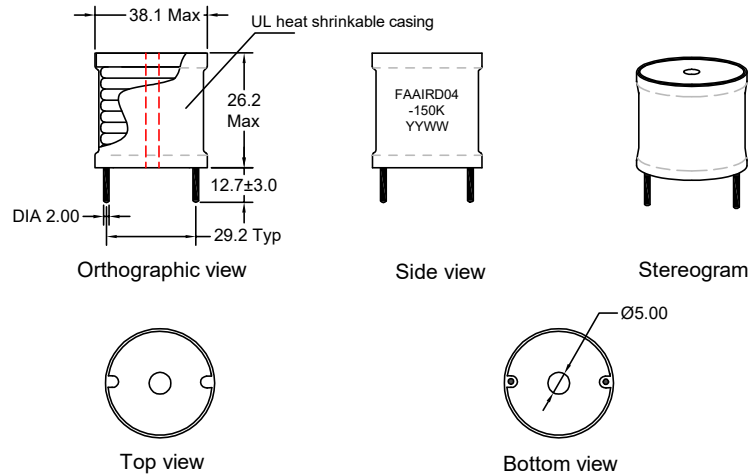 38.1 Max
UL heat shrinkable casing
26.2
Max
12.7±3.0
DIA 2.00
29.2 Typ
Orthographic view
FAAIRD04
-150K
YYWW
Side view
Stereogram
Top view
Ø5.00
Bottom view